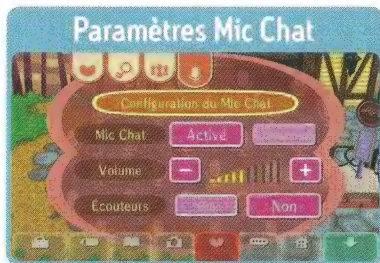 Paramètres Mic Chat
Configuration du Mic Chat
Mic Chat Activé
Volume − +
Écouteurs Non